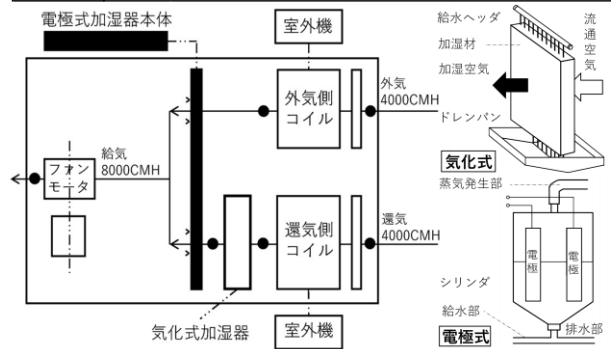 電極式加湿器本体
室外機
外気側
コイル
外気
4000CMH
給気
8000CMH
ファン
モータ
還気側
コイル
還気
4000CMH
気化式加湿器
室外機
給水ヘッダ
加湿材
加湿空気
流通空気
ドレンパン
気化式
蒸気発生部
電極
電極
シリンダ
給水部
排水部
電極式